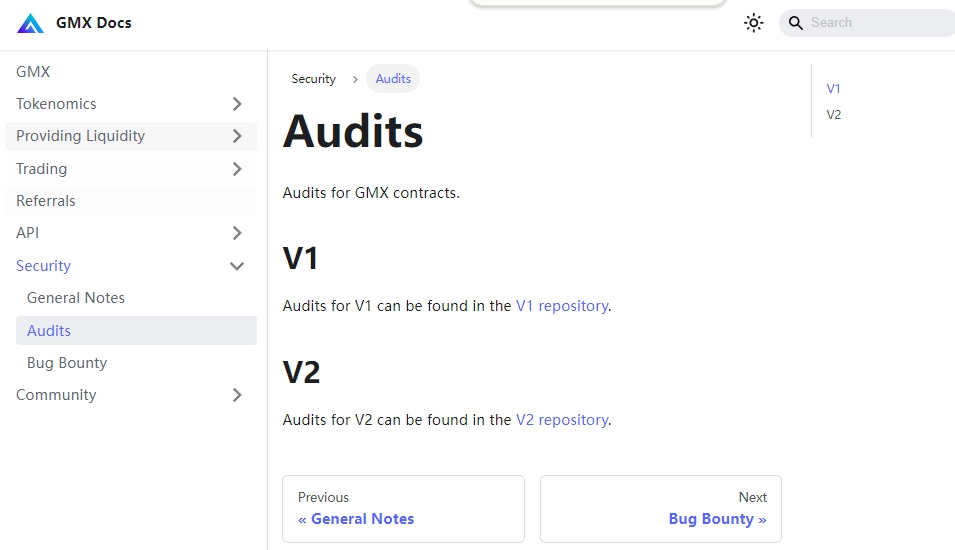 GMX Docs
Search
GMX
Tokenomics
Providing Liquidity
Trading
Referrals
API
Security
General Notes
Audits
Bug Bounty
Community
Security
Audits
Audits
Audits for GMX contracts.
V1
Audits for V1 can be found in the V1 repository.
V2
Audits for V2 can be found in the V2 repository.
Previous
« General Notes
Next
Bug Bounty »
V1
V2